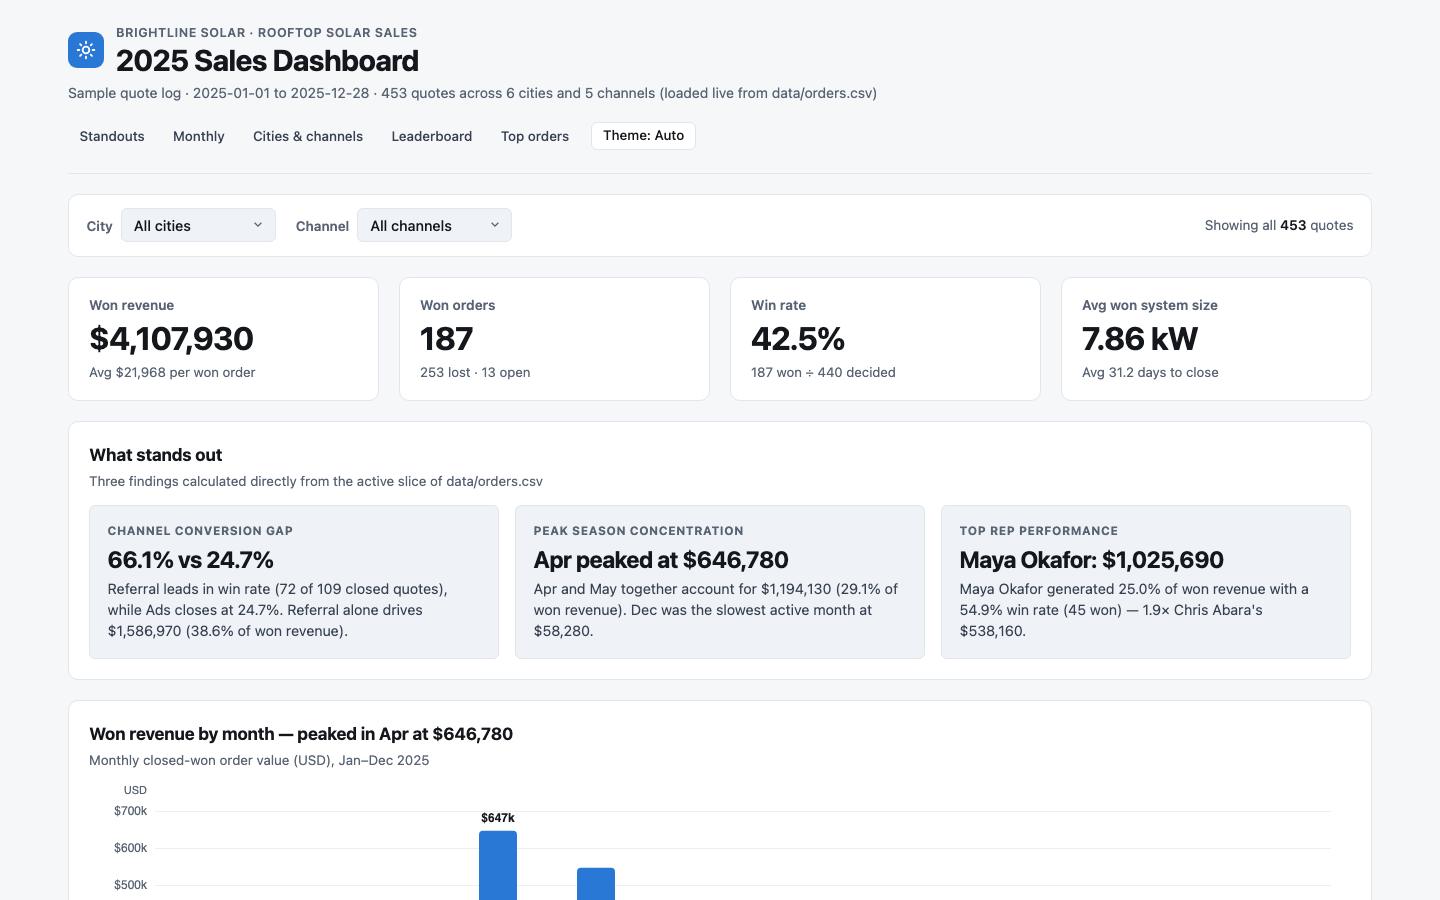 BRIGHTLINE SOLAR · ROOFTOP SOLAR SALES
2025 Sales Dashboard
Sample quote log · 2025-01-01 to 2025-12-28 · 453 quotes across 6 cities and 5 channels (loaded live from data/orders.csv)
Standouts Monthly Cities & channels Leaderboard Top orders Theme: Auto
City All cities Channel All channels Showing all 453 quotes
Won revenue
$4,107,930
Avg $21,968 per won order
Won orders
187
253 lost · 13 open
Win rate
42.5%
187 won ÷ 440 decided
Avg won system size
7.86 kW
Avg 31.2 days to close
What stands out
Three findings calculated directly from the active slice of data/orders.csv
CHANNEL CONVERSION GAP
66.1% vs 24.7%
Referral leads in win rate (72 of 109 closed quotes),
while Ads closes at 24.7%. Referral alone drives
$1,586,970 (38.6% of won revenue).
PEAK SEASON CONCENTRATION
Apr peaked at $646,780
Apr and May together account for $1,194,130 (29.1% of
won revenue). Dec was the slowest active month at
$58,280.
TOP REP PERFORMANCE
Maya Okafor: $1,025,690
Maya Okafor generated 25.0% of won revenue with a
54.9% win rate (45 won) — 1.9× Chris Abara's
$538,160.
Won revenue by month — peaked in Apr at $646,780
Monthly closed-won order value (USD), Jan–Dec 2025
USD
$700k
$647k
$600k
$500k